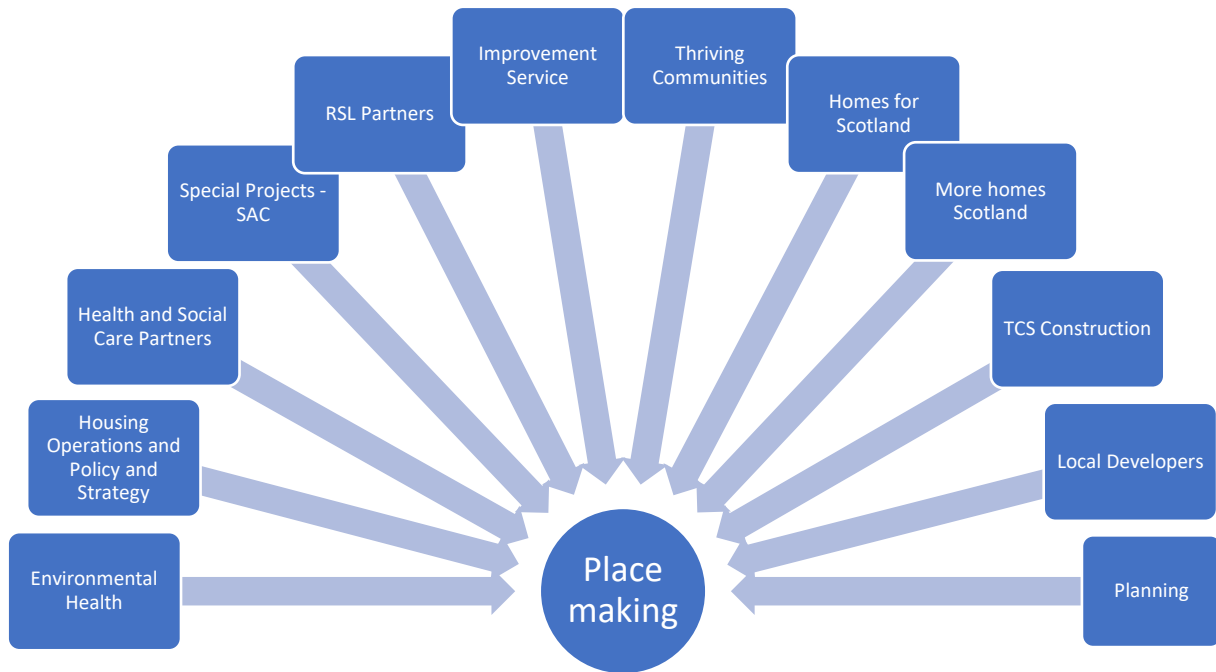 Improvement
Service
Thriving
Communities
RSL Partners
Homes for
Scotland
Special Projects -
SAC
More homes
Scotland
Health and Social
Care Partners
TCS Construction
Housing
Operations and
Policy and
Strategy
Local Developers
Environmental
Health
Place
making
Planning